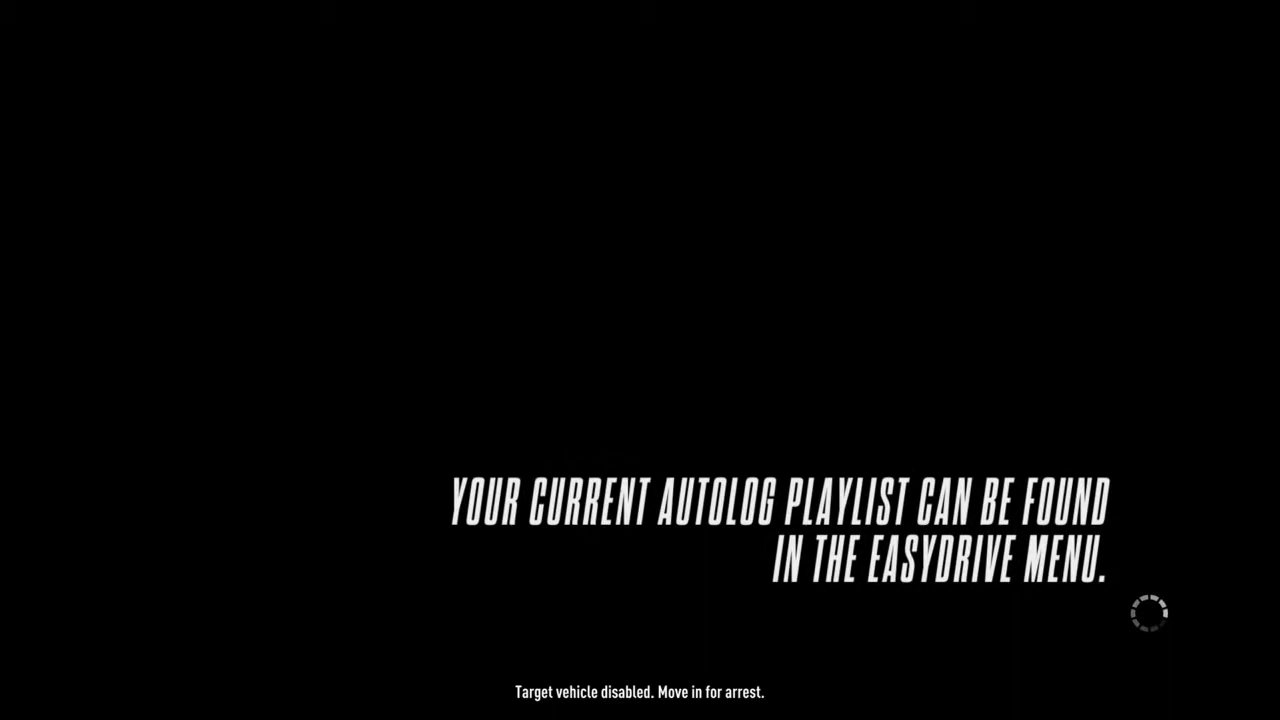 YOUR CURRENT AUTOLOG PLAYLIST CAN BE FOUND
IN THE EASYDRIVE MENU.
Target vehicle disabled. Move in for arrest.